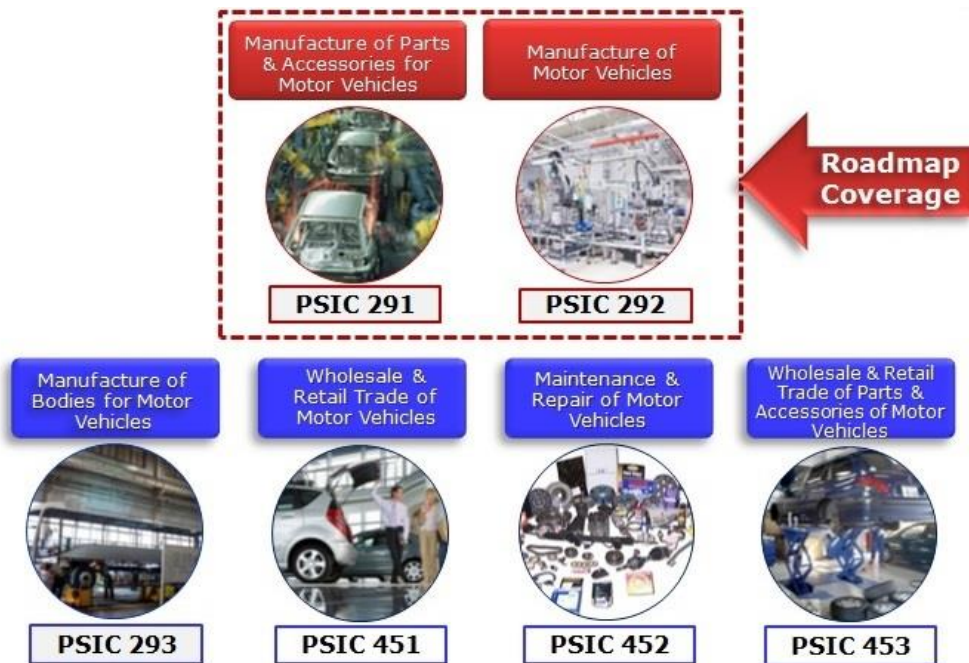 Manufacture of Parts
& Accessories for
Motor Vehicles
Manufacture of
Motor Vehicles
Roadmap
Coverage
PSIC 291
PSIC 292
Manufacture of
Bodies for Motor
Vehicles
Wholesale &
Retail Trade of
Motor Vehicles
Maintenance &
Repair of Motor
Vehicles
Wholesale & Retail
Trade of Parts &
Accessories of Motor
Vehicles
PSIC 293
PSIC 451
PSIC 452
PSIC 453